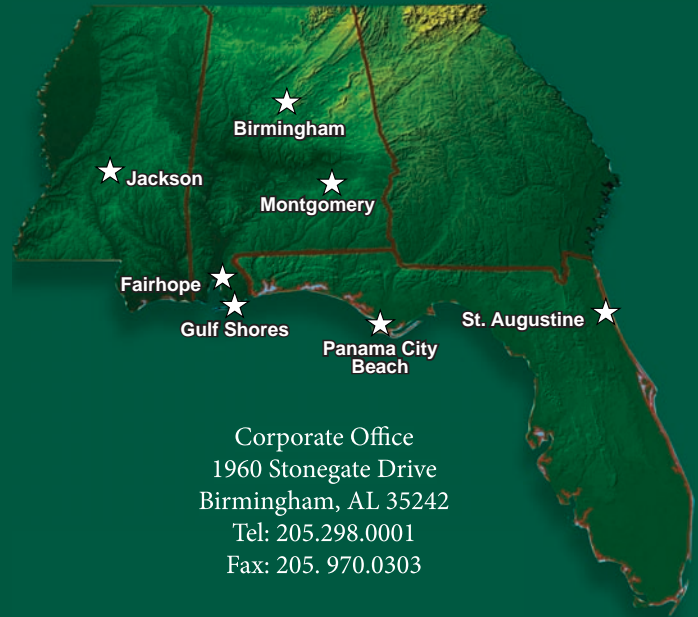 Birmingham
Jackson
Montgomery
Fairhope
Gulf Shores
St. Augustine
Panama City
Beach
Corporate Office
1960 Stonegate Drive
Birmingham, AL 35242
Tel: 205.298.0001
Fax: 205. 970.0303